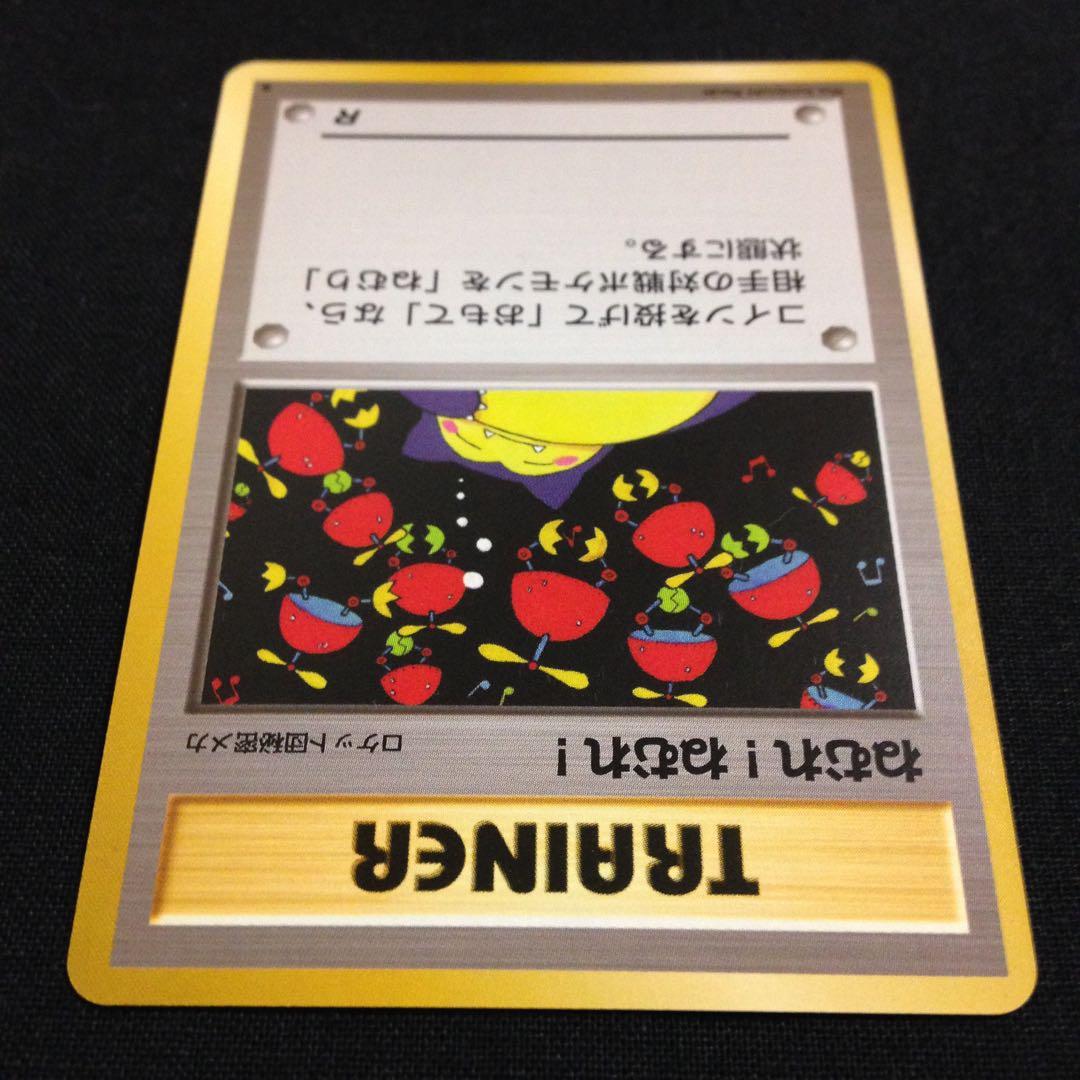 TRAINER
ねむれ!ねむれ!
ロケット団秘密メカ
コインを投げて「おもて」なら、
相手の対戦ポケモンを「ねむり」
状態にする。
R